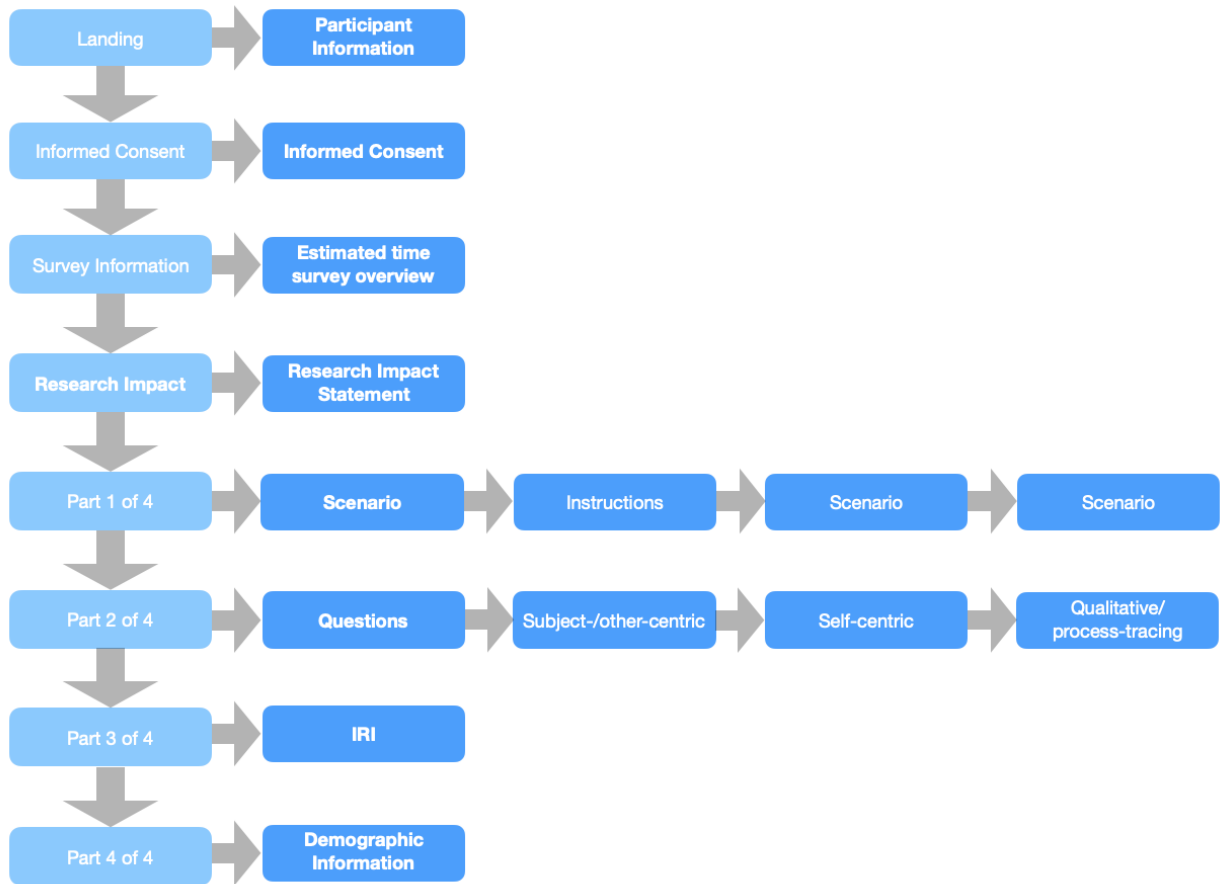 Landing
Participant
Information
Informed Consent
Informed Consent
Survey Information
Estimated time
survey overview
Research Impact
Research Impact
Statement
Part 1 of 4
Scenario
Instructions
Scenario
Scenario
Part 2 of 4
Questions
Subject-/other-centric
Self-centric
Qualitative/
process-tracing
Part 3 of 4
IRI
Part 4 of 4
Demographic
Information